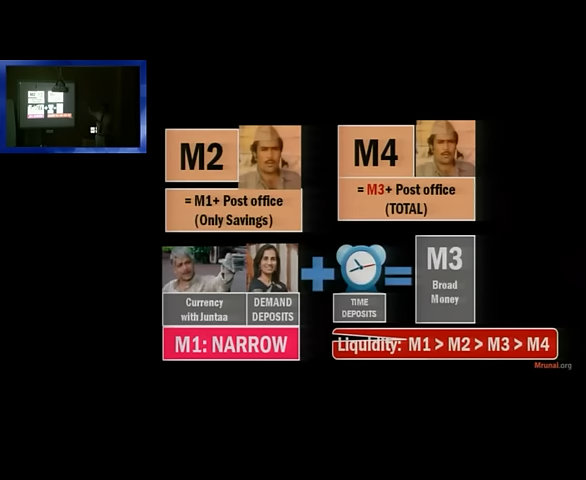 M2
= M1+ Post office
(Only Savings)
M4
= M3+ Post office
(TOTAL)
Currency
with Juntaa
DEMAND
DEPOSITS
TIME
DEPOSITS
M3
Broad
Money
M1: NARROW
Liquidity: M1 > M2 > M3 > M4
Mrunal.org